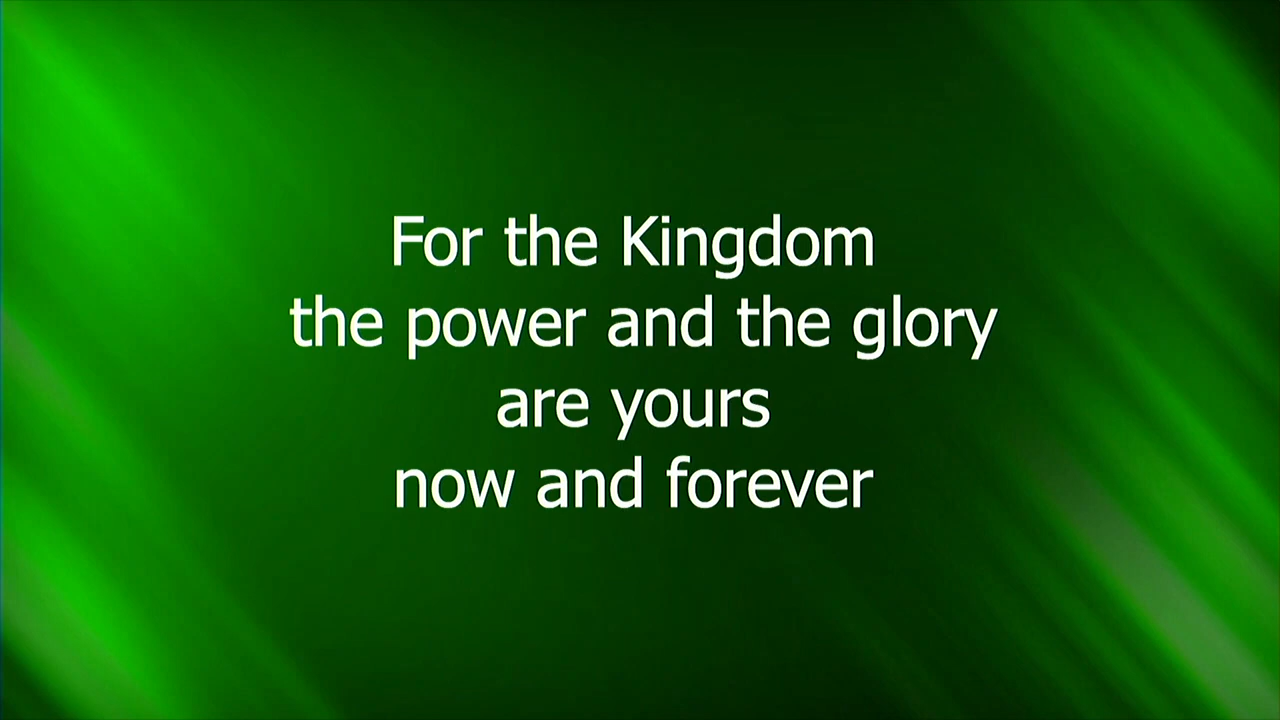 For the Kingdom
the power and the glory
are yours
now and forever